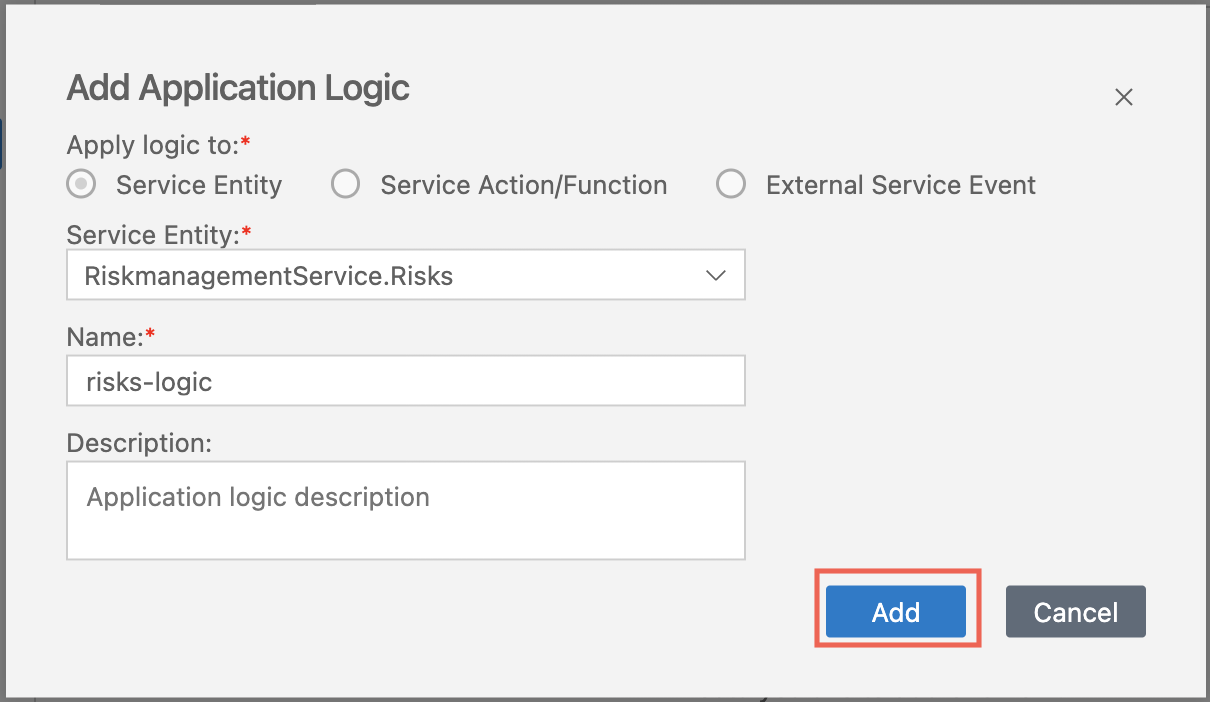 Add Application Logic
Apply logic to:*
Service Entity Service Action/Function External Service Event
Service Entity:*
RiskmanagementService.Risks
Name:*
risks-logic
Description:
Application logic description
Add Cancel